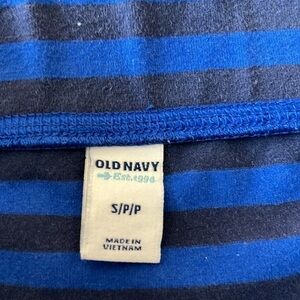 OLD NAVY
Est.1994
S/P/P
MADE IN
VIETNAM